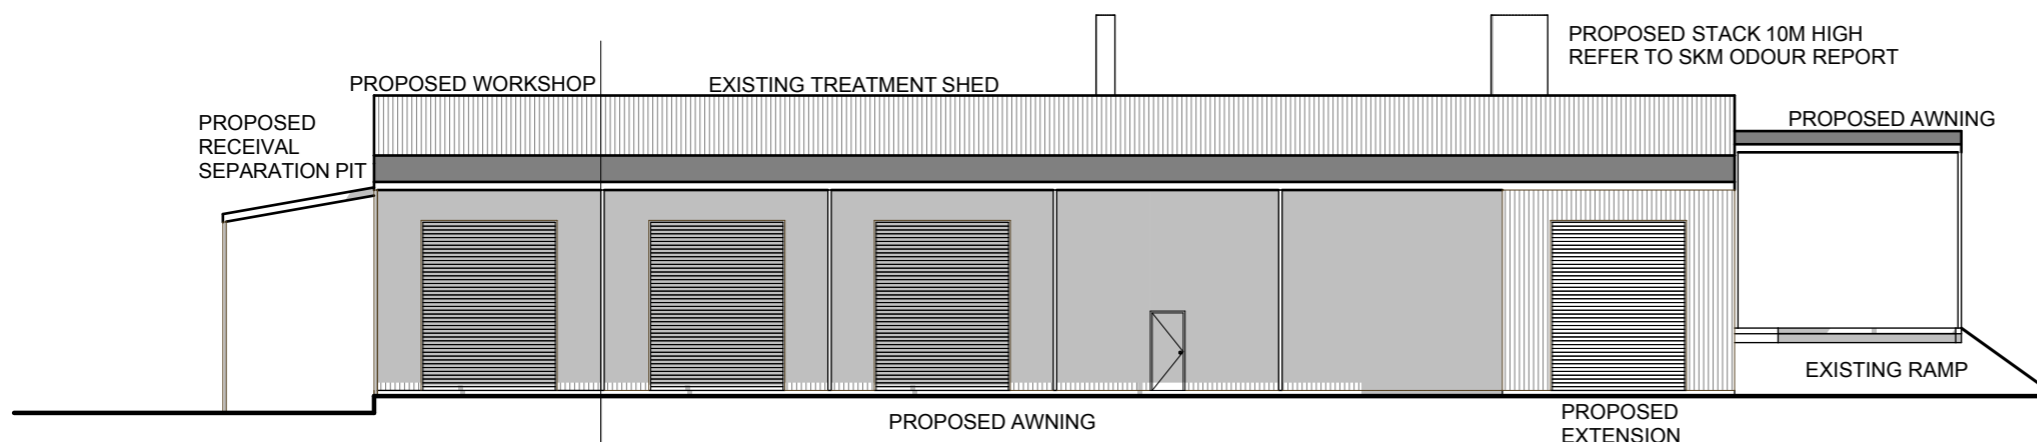 PROPOSED STACK 10M HIGH
REFER TO SKM ODOUR REPORT
PROPOSED WORKSHOP
EXISTING TREATMENT SHED
PROPOSED
RECEIVAL
SEPARATION PIT
PROPOSED AWNING
EXISTING RAMP
PROPOSED AWNING
PROPOSED
EXTENSION